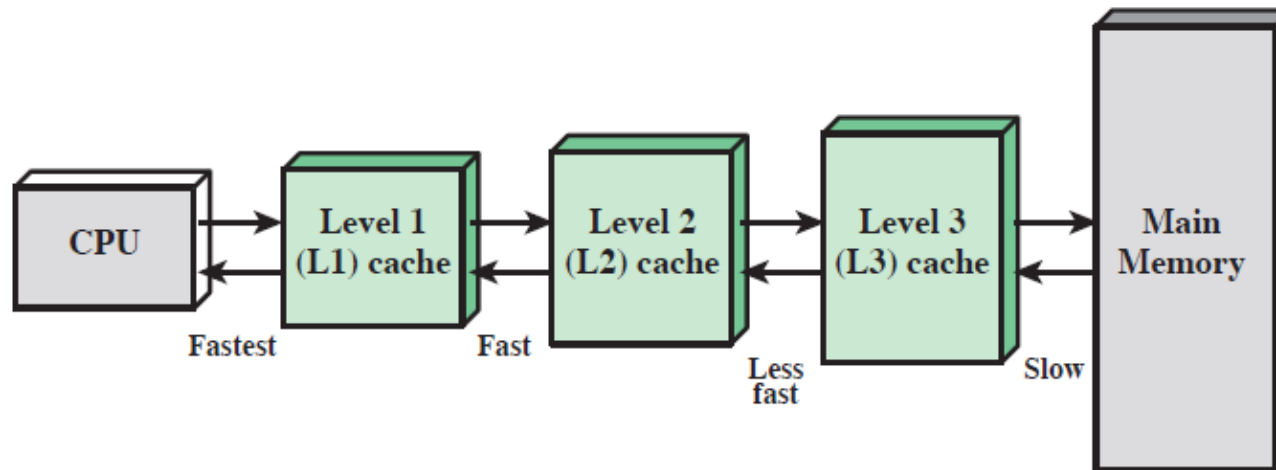 CPU
Level 1
(L1) cache
Level 2
(L2) cache
Level 3
(L3) cache
Main
Memory
Fastest
Fast
Less
fast
Slow